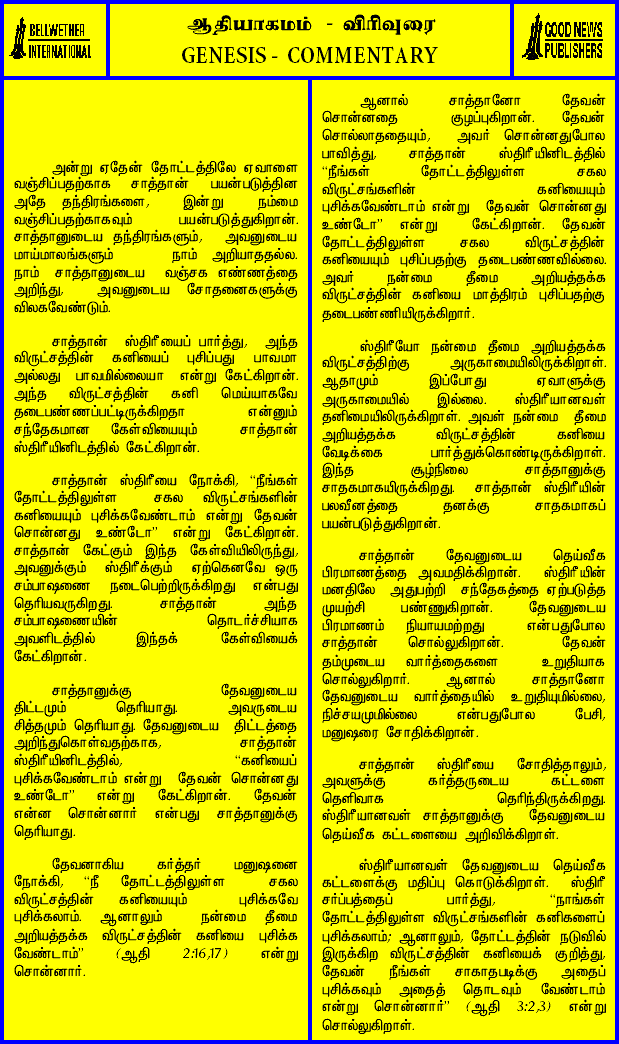 BELLWETHER
INTERNATIONAL
ஆதியாகமம் - விரிவுரை
GENESIS - COMMENTARY
GOOD NEWS
PUBLISHERS
அன்று ஏதேன் தோட்டத்திலே ஏவாளை
வஞ்சிப்பதற்காக சாத்தான் பயன்படுத்தின
அதே தந்திரங்களை, இன்று நம்மை
வஞ்சிப்பதற்காகவும் பயன்படுத்துகிறான்.
சாத்தானுடைய தந்திரங்களும், அவனுடைய
மாய்மாலங்களும் நாம் அறியாததல்ல.
நாம் சாத்தானுடைய வஞ்சக எண்ணத்தை
அறிந்து, அவனுடைய சோதனைகளுக்கு
விலகவேண்டும்.
சாத்தான் ஸ்திரீயைப் பார்த்து, அந்த
விருட்சத்தின் கனியைப் புசிப்பது பாவமா
அல்லது பாவமில்லையா என்று கேட்கிறான்.
அந்த விருட்சத்தின் கனி மெய்யாகவே
தடைபண்ணப்பட்டிருக்கிறதா என்னும்
சந்தேகமான கேள்வியையும் சாத்தான்
ஸ்திரீயினிடத்தில் கேட்கிறான்.
சாத்தான் ஸ்திரீயை நோக்கி, “நீங்கள்
தோட்டத்திலுள்ள சகல விருட்சங்களின்
கனியையும் புசிக்கவேண்டாம் என்று தேவன்
சொன்னது உண்டோ” என்று கேட்கிறான்.
சாத்தான் கேட்கும் இந்த கேள்வியிலிருந்து,
அவனுக்கும் ஸ்திரீக்கும் ஏற்கெனவே ஒரு
சம்பாஷணை நடைபெற்றிருக்கிறது என்பது
தெரியவருகிறது. சாத்தான் அந்த
சம்பாஷணையின் தொடர்ச்சியாக
அவளிடத்தில் இந்தக் கேள்வியைக்
கேட்கிறான்.
சாத்தானுக்கு தேவனுடைய
திட்டமும் தெரியாது. அவருடைய
சித்தமும் தெரியாது. தேவனுடைய திட்டத்தை
அறிந்துகொள்வதற்காக, சாத்தான்
ஸ்திரீயினிடத்தில், “கனியைப்
புசிக்கவேண்டாம் என்று தேவன் சொன்னது
உண்டோ” என்று கேட்கிறான். தேவன்
என்ன சொன்னார் என்பது சாத்தானுக்கு
தெரியாது.
தேவனாகிய கர்த்தர் மனுஷனை
நோக்கி, “நீ தோட்டத்திலுள்ள சகல
விருட்சத்தின் கனியையும் புசிக்கவே
புசிக்கலாம். ஆனாலும் நன்மை தீமை
அறியத்தக்க விருட்சத்தின் கனியை புசிக்க
வேண்டாம்” (ஆதி 2:16,17) என்று
சொன்னார்.
ஆனால் சாத்தானோ தேவன்
சொன்னதை குழப்புகிறான். தேவன்
சொல்லாததையும், அவர் சொன்னதுபோல
பாவித்து, சாத்தான் ஸ்திரீயினிடத்தில்
“நீங்கள் தோட்டத்திலுள்ள சகல
விருட்சங்களின் கனியையும்
புசிக்கவேண்டாம் என்று தேவன் சொன்னது
உண்டோ” என்று கேட்கிறான். தேவன்
தோட்டத்திலுள்ள சகல விருட்சத்தின்
கனியையும் புசிப்பதற்கு தடைபண்ணவில்லை.
அவர் நன்மை தீமை அறியத்தக்க
விருட்சத்தின் கனியை மாத்திரம் புசிப்பதற்கு
தடைபண்ணியிருக்கிறார்.
ஸ்திரீயோ நன்மை தீமை அறியத்தக்க
விருட்சத்திற்கு அருகாமையிலிருக்கிறாள்.
ஆதாமும் இப்போது ஏவாளுக்கு
அருகாமையில் இல்லை. ஸ்திரீயானவள்
தனிமையிலிருக்கிறாள். அவள் நன்மை தீமை
அறியத்தக்க விருட்சத்தின் கனியை
வேடிக்கை பார்த்துக்கொண்டிருக்கிறாள்.
இந்த சூழ்நிலை சாத்தானுக்கு
சாதகமாகயிருக்கிறது. சாத்தான் ஸ்திரீயின்
பலவீனத்தை தனக்கு சாதகமாகப்
பயன்படுத்துகிறான்.
சாத்தான் தேவனுடைய தெய்வீக
பிரமாணத்தை அவமதிக்கிறான். ஸ்திரீயின்
மனதிலே அதுபற்றி சந்தேகத்தை ஏற்படுத்த
முயற்சி பண்ணுகிறான். தேவனுடைய
பிரமாணம் நியாயமற்றது என்பதுபோல
சாத்தான் சொல்லுகிறான். தேவன்
தம்முடைய வார்த்தைகளை உறுதியாக
சொல்லுகிறார். ஆனால் சாத்தானோ
தேவனுடைய வார்த்தையில் உறுதியுமில்லை,
நிச்சயமுமில்லை என்பதுபோல பேசி,
மனுஷரை சோதிக்கிறான்.
சாத்தான் ஸ்திரீயை சோதித்தாலும்,
அவளுக்கு கர்த்தருடைய கட்டளை
தெளிவாக தெரிந்திருக்கிறது.
ஸ்திரீயானவள் சாத்தானுக்கு தேவனுடைய
தெய்வீக கட்டளையை அறிவிக்கிறாள்.
ஸ்திரீயானவள் தேவனுடைய தெய்வீக
கட்டளைக்கு மதிப்பு கொடுக்கிறாள். ஸ்திரீ
சர்ப்பத்தைப் பார்த்து, “நாங்கள்
தோட்டத்திலுள்ள விருட்சங்களின் கனிகளைப்
புசிக்கலாம்; ஆனாலும், தோட்டத்தின் நடுவில்
இருக்கிற விருட்சத்தின் கனியைக் குறித்து,
தேவன் நீங்கள் சாகாதபடிக்கு அதைப்
புசிக்கவும் அதைத் தொடவும் வேண்டாம்
என்று சொன்னார்” (ஆதி 3:2,3) என்று
சொல்லுகிறாள்.